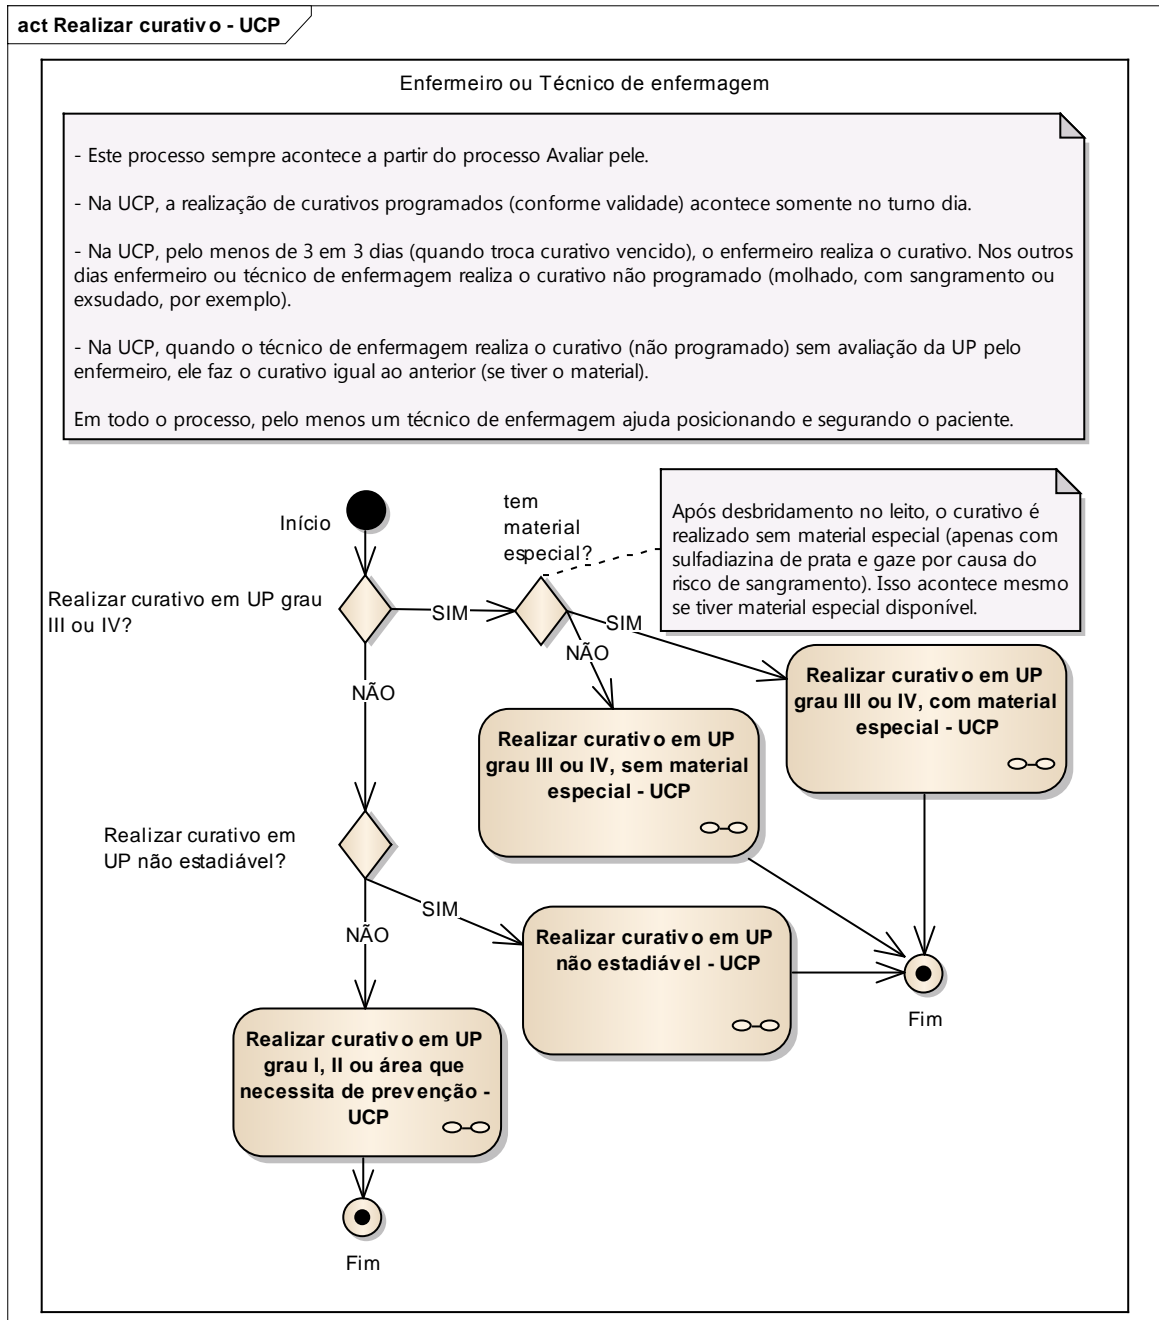 act Realizar curativo - UCP
Enfermeiro ou Técnico de enfermagem
- Este processo sempre acontece a partir do processo Avaliar pele.
- Na UCP, a realização de curativos programados (conforme validade) acontece somente no turno dia.
- Na UCP, pelo menos de 3 em 3 dias (quando troca curativo vencido), o enfermeiro realiza o curativo. Nos outros
dias enfermeiro ou técnico de enfermagem realiza o curativo não programado (molhado, com sangramento ou
exsudado, por exemplo).
- Na UCP, quando o técnico de enfermagem realiza o curativo (não programado) sem avaliação da UP pelo
enfermeiro, ele faz o curativo igual ao anterior (se tiver o material).
Em todo o processo, pelo menos um técnico de enfermagem ajuda posicionando e segurando o paciente.
Início
tem
material
especial?
Após desbridamento no leito, o curativo é
realizado sem material especial (apenas com
sulfadiazina de prata e gaze por causa do
risco de sangramento). Isso acontece mesmo
se tiver material especial disponível.
Realizar curativo em UP grau
III ou IV?
SIM
SIM
NÃO
NÃO
Realizar curativo em UP
grau III ou IV, com material
especial - UCP
Realizar curativo em UP
grau III ou IV, sem material
especial - UCP
Realizar curativo em
UP não estadiável?
SIM
NÃO
Realizar curativo em UP
não estadiável - UCP
Fim
Realizar curativo em UP
grau I, II ou área que
necessita de prevenção -
UCP
Fim